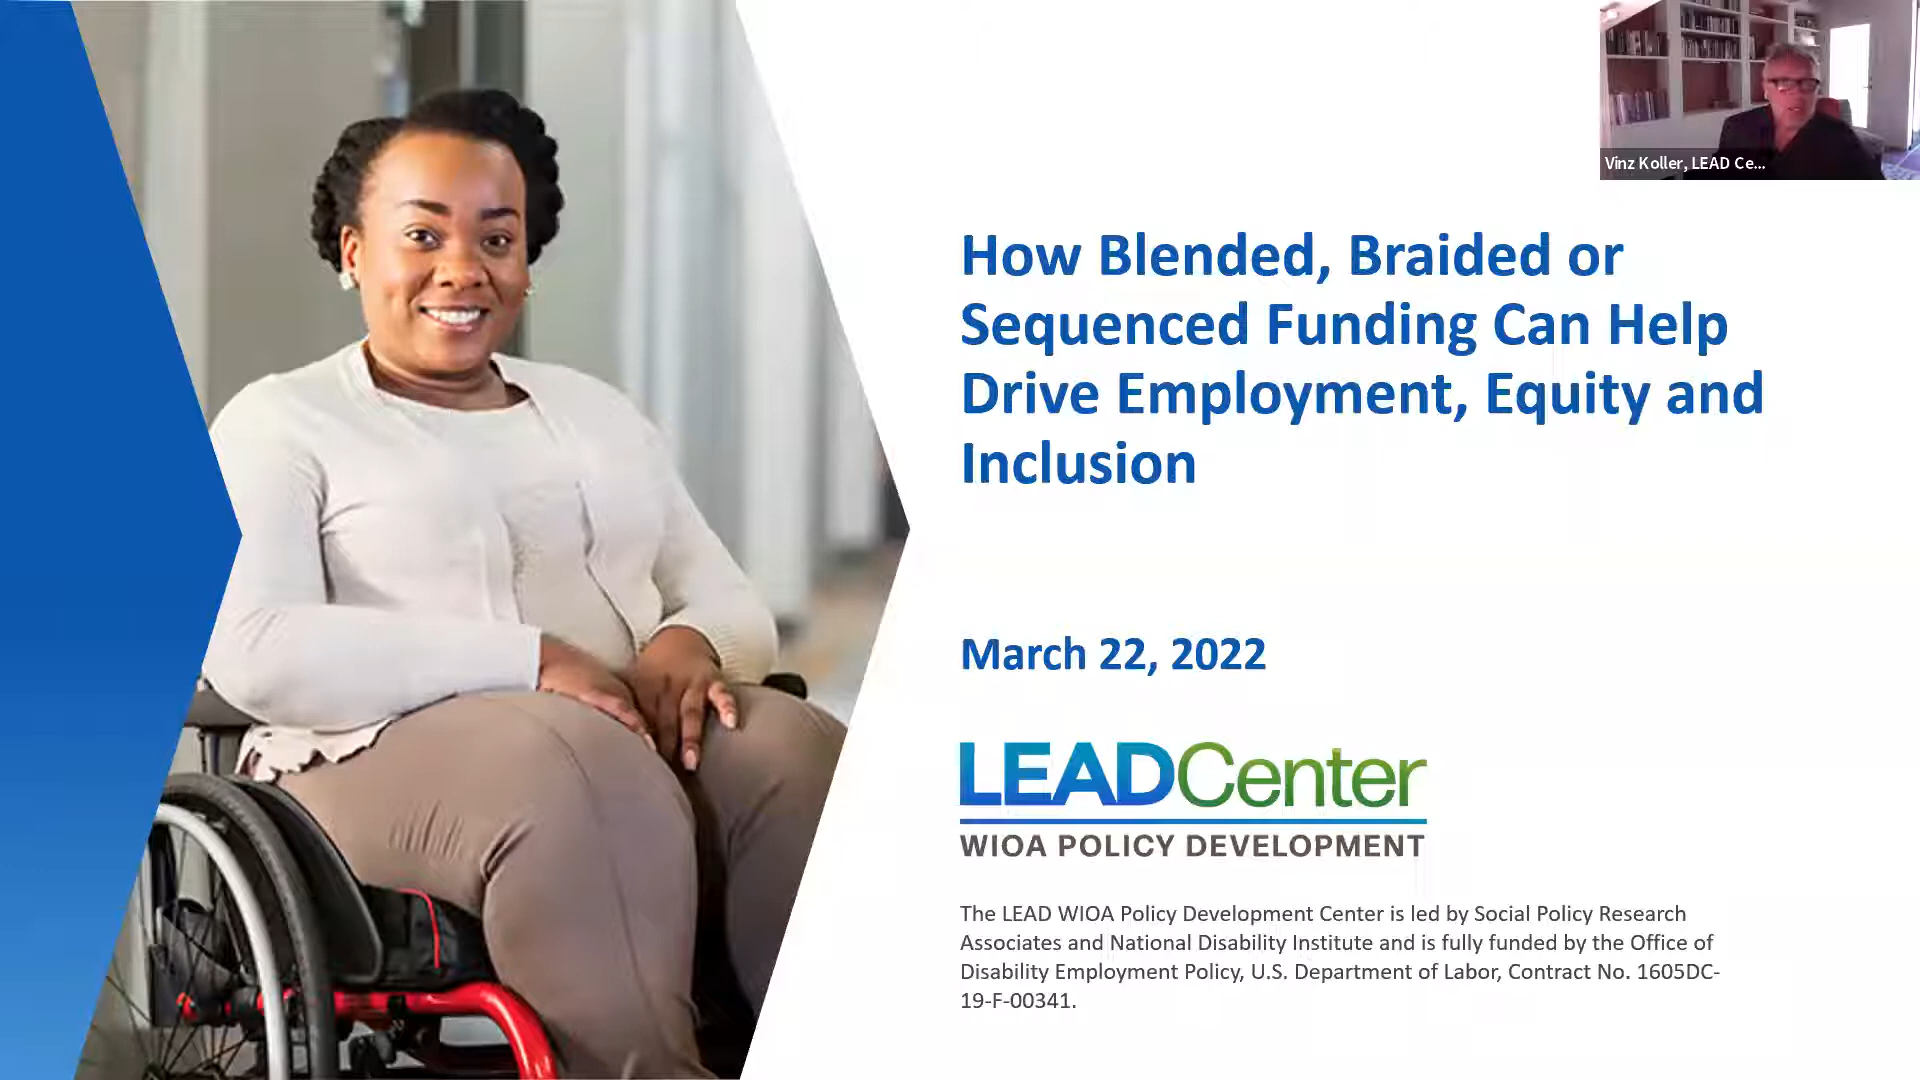 Vinz Koller, LEAD Ce...
How Blended, Braided or
Sequenced Funding Can Help
Drive Employment, Equity and
Inclusion
March 22, 2022
LEADCenter
WIOA POLICY DEVELOPMENT
The LEAD WIOA Policy Development Center is led by Social Policy Research
Associates and National Disability Institute and is fully funded by the Office of
Disability Employment Policy, U.S. Department of Labor, Contract No. 1605DC-
19-F-00341.